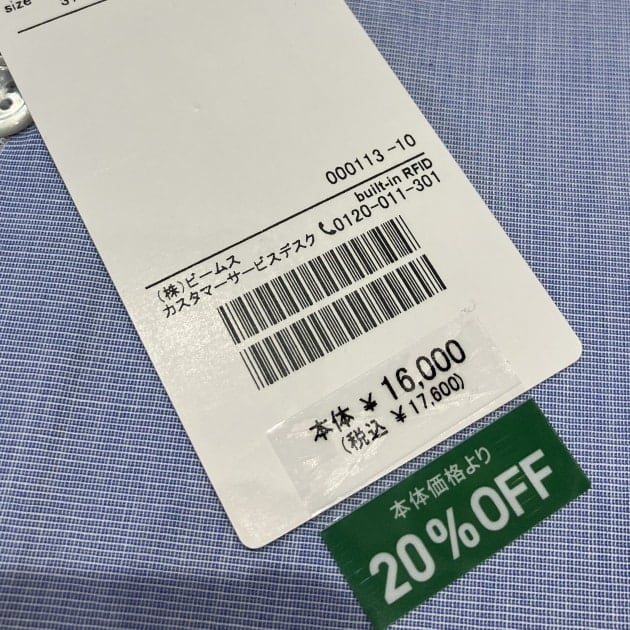 size
000113-10
built-in RFID
(株)ビームス
カスタマーサービスデスク 📞0120-011-301
本体 ¥ 16,000
(税込 ¥ 17,600)
本体価格より
20%OFF